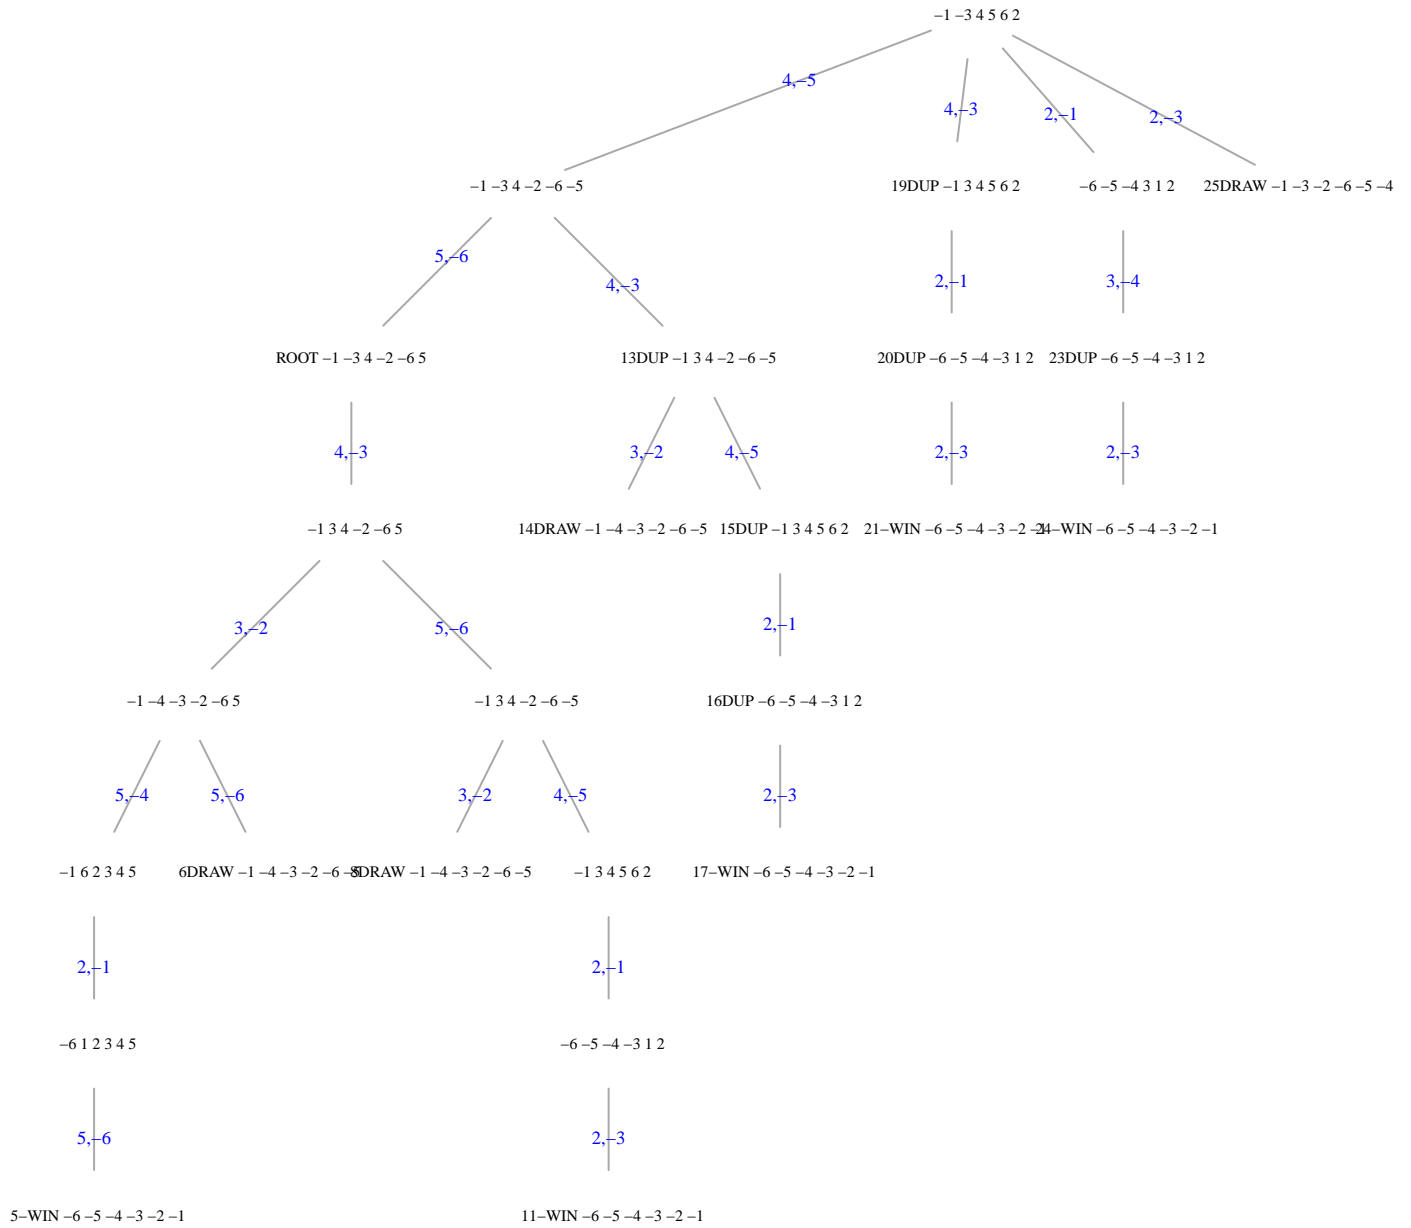 –1 –3 4 5 6 2
4,–5
4,–3
2,–1
2,–3
–1 –3 4 –2 –6 –5
19DUP –1 3 4 5 6 2
–6 –5 –4 3 1 2
25DRAW –1 –3 –2 –6 –5 –4
5,–6
4,–3
2,–1
3,–4
ROOT –1 –3 4 –2 –6 5
13DUP –1 3 4 –2 –6 –5
20DUP –6 –5 –4 –3 1 2
23DUP –6 –5 –4 –3 1 2
4,–3
3,–2
4,–5
2,–3
2,–3
–1 3 4 –2 –6 5
14DRAW –1 –4 –3 –2 –6 –5
15DUP –1 3 4 5 6 2
21–WIN –6 –5 –4 –3 –2 –1
24–WIN –6 –5 –4 –3 –2 –1
3,–2
5,–6
2,–1
–1 –4 –3 –2 –6 5
–1 3 4 –2 –6 –5
16DUP –6 –5 –4 –3 1 2
5,–4
5,–6
3,–2
4,–5
2,–3
–1 6 2 3 4 5
6DRAW –1 –4 –3 –2 –6 –5
8DRAW –1 –4 –3 –2 –6 –5
–1 3 4 5 6 2
17–WIN –6 –5 –4 –3 –2 –1
2,–1
2,–1
–6 1 2 3 4 5
–6 –5 –4 –3 1 2
5,–6
2,–3
5–WIN –6 –5 –4 –3 –2 –1
11–WIN –6 –5 –4 –3 –2 –1